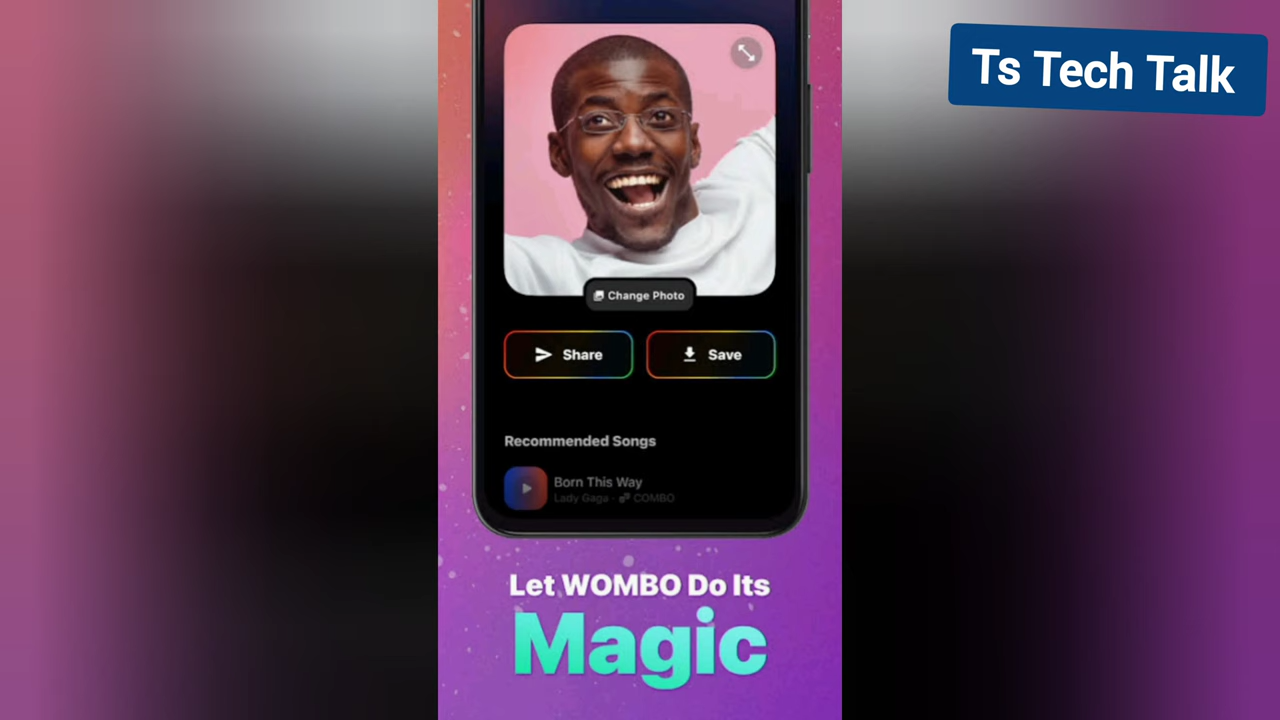 Ts Tech Talk
Change Photo
Share
Save
Recommended Songs
Born This Way
Lady Gaga · COMBO
Let WOMBO Do Its
Magic